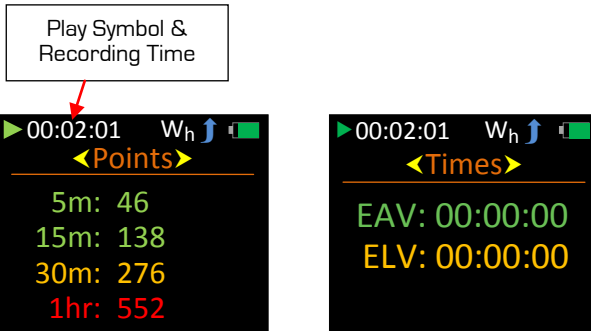 Play Symbol &
Recording Time
00:02:01 Wh
Points
5m: 46
15m: 138
30m: 276
1hr: 552
00:02:01 Wh
Times
EAV: 00:00:00
ELV: 00:00:00